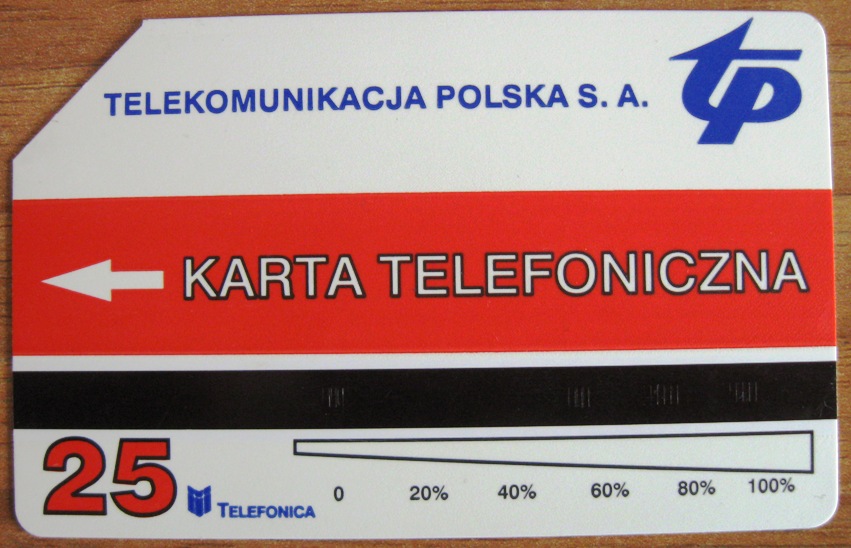 TELEKOMUNIKACJA POLSKA S. A.
tp
KARTA TELEFONICZNA
25
TELEFONICA
0 20% 40% 60% 80% 100%